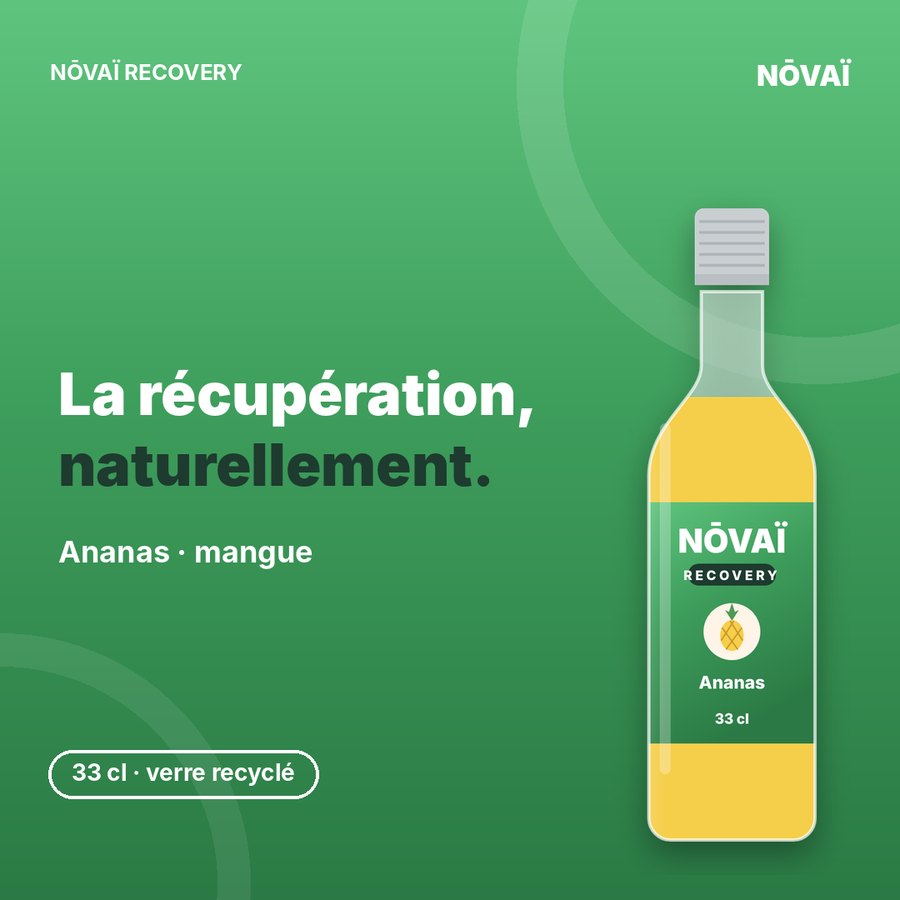 NŌVAÏ RECOVERY
NŌVAÏ
La récupération,
naturellement.
Ananas · mangue
33 cl · verre recyclé
NŌVAÏ
RECOVERY
Ananas
33 cl